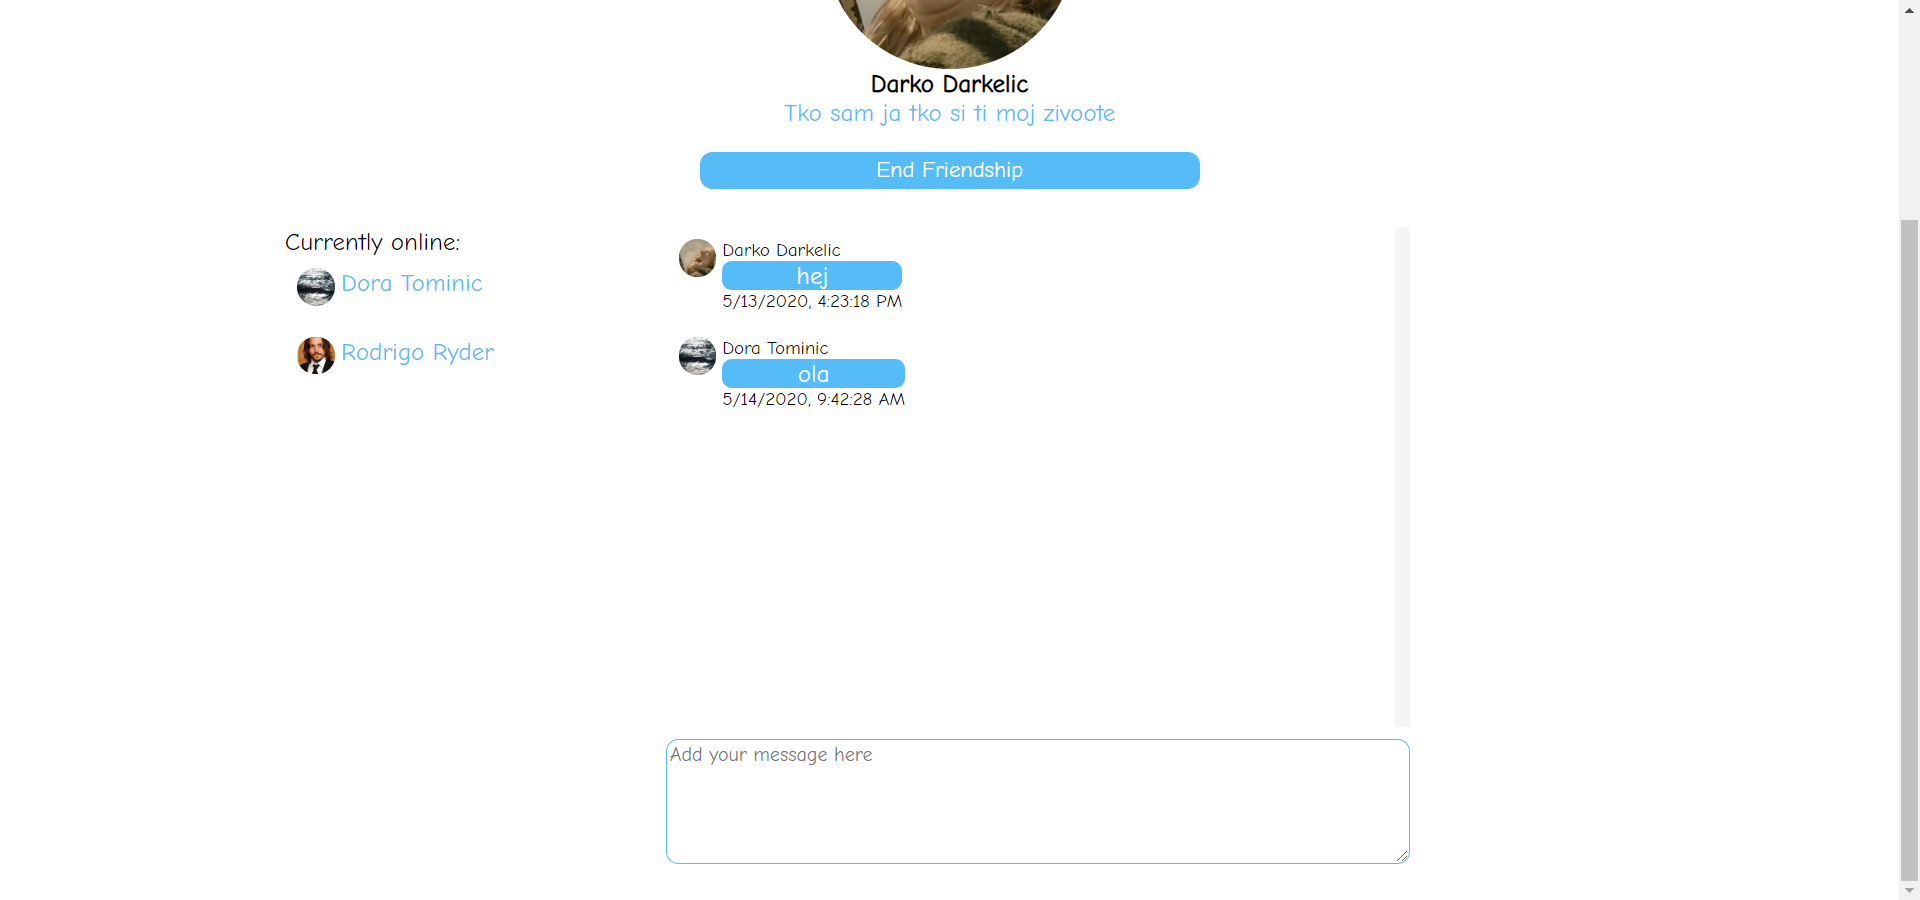 Darko Darkelic
Tko sam ja tko si ti moj zivoote
End Friendship
Currently online:
Dora Tominic
Rodrigo Ryder
Darko Darkelic
hej
5/13/2020, 4:23:18 PM
Dora Tominic
ola
5/14/2020, 9:42:28 AM
Add your message here